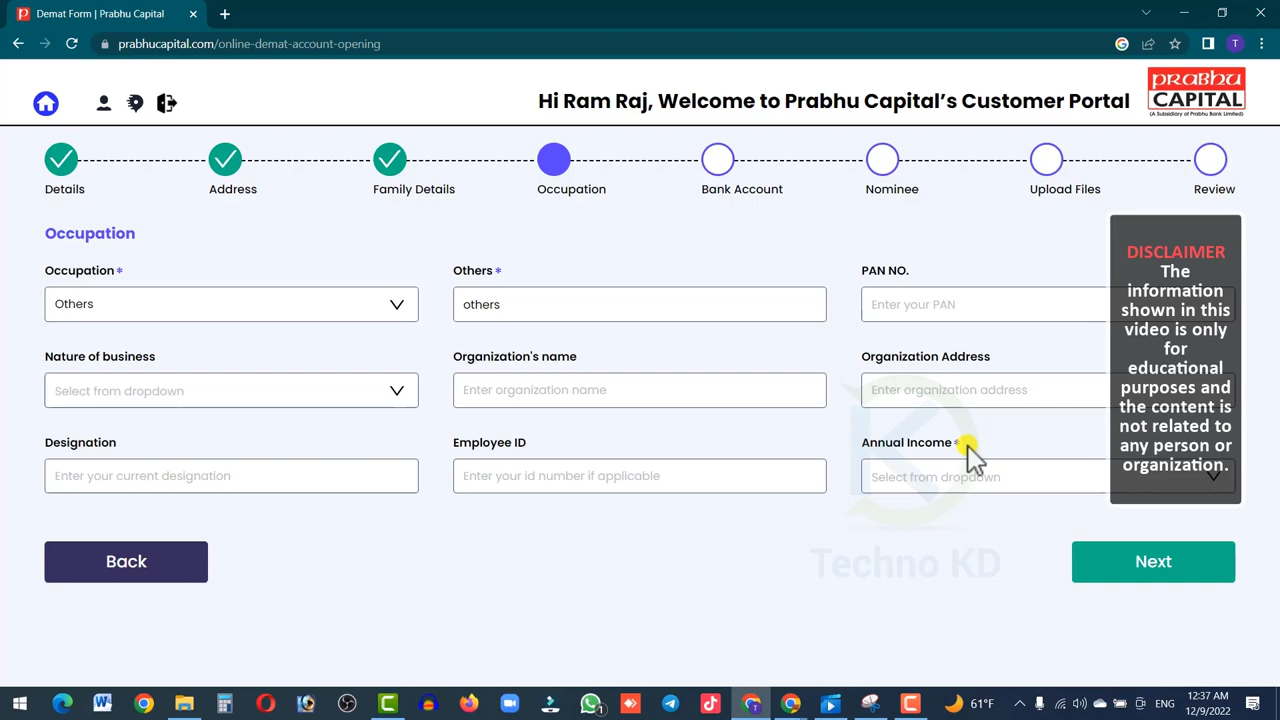 Demat Form | Prabhu Capital
prabhucapital.com/online-demat-account-opening
T
Hi Ram Raj, Welcome to Prabhu Capital's Customer Portal
prabhu
CAPITAL
(A Subsidiary of Prabhu Bank Limited)
Details
Address
Family Details
Occupation
Bank Account
Nominee
Upload Files
Review
Occupation
Occupation *
Others *
PAN NO.
Others
others
Enter your PAN
Nature of business
Organization's name
Organization Address
Select from dropdown
Enter organization name
Enter organization address
Designation
Employee ID
Annual Income *
Enter your current designation
Enter your id number if applicable
Select from dropdown
DISCLAIMER
The
information
shown in this
video is only
for
educational
purposes and
the content is
not related to
any person or
organization.
Back
Next
Techno KD
61°F
ENG
12:37 AM
12/9/2022